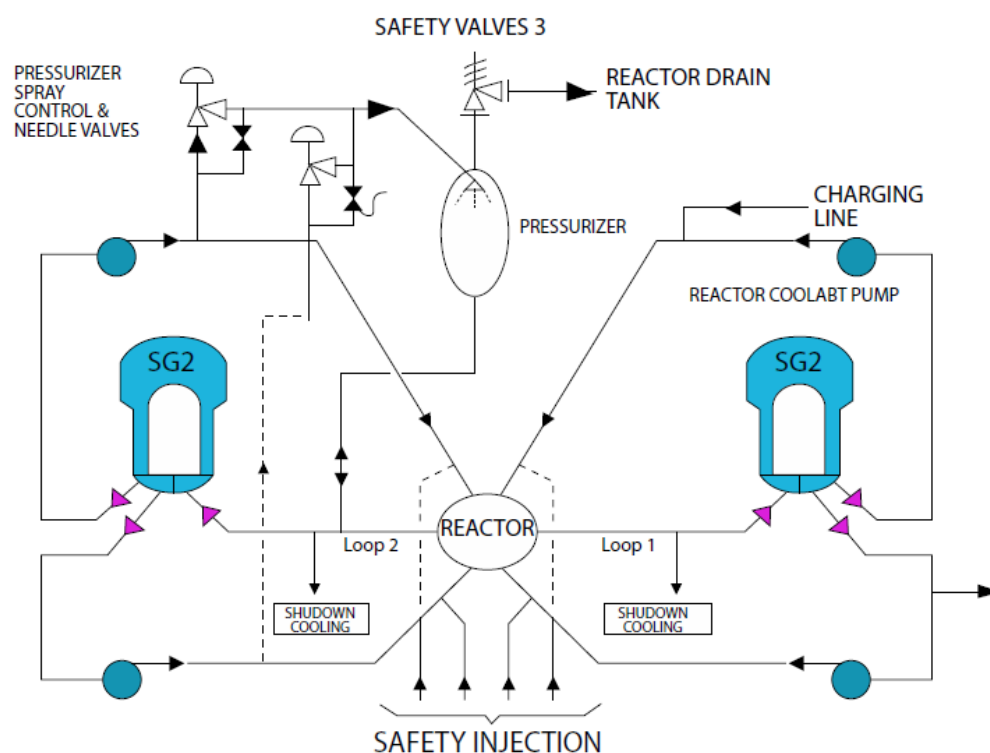 SAFETY VALVES 3
PRESSURIZER
SPRAY
CONTROL &
NEEDLE VALVES
REACTOR DRAIN
TANK
PRESSURIZER
CHARGING
LINE
REACTOR COOLABT PUMP
SG2
SG2
REACTOR
Loop 2
Loop 1
SHUDOWN
COOLING
SHUDOWN
COOLING
SAFETY INJECTION